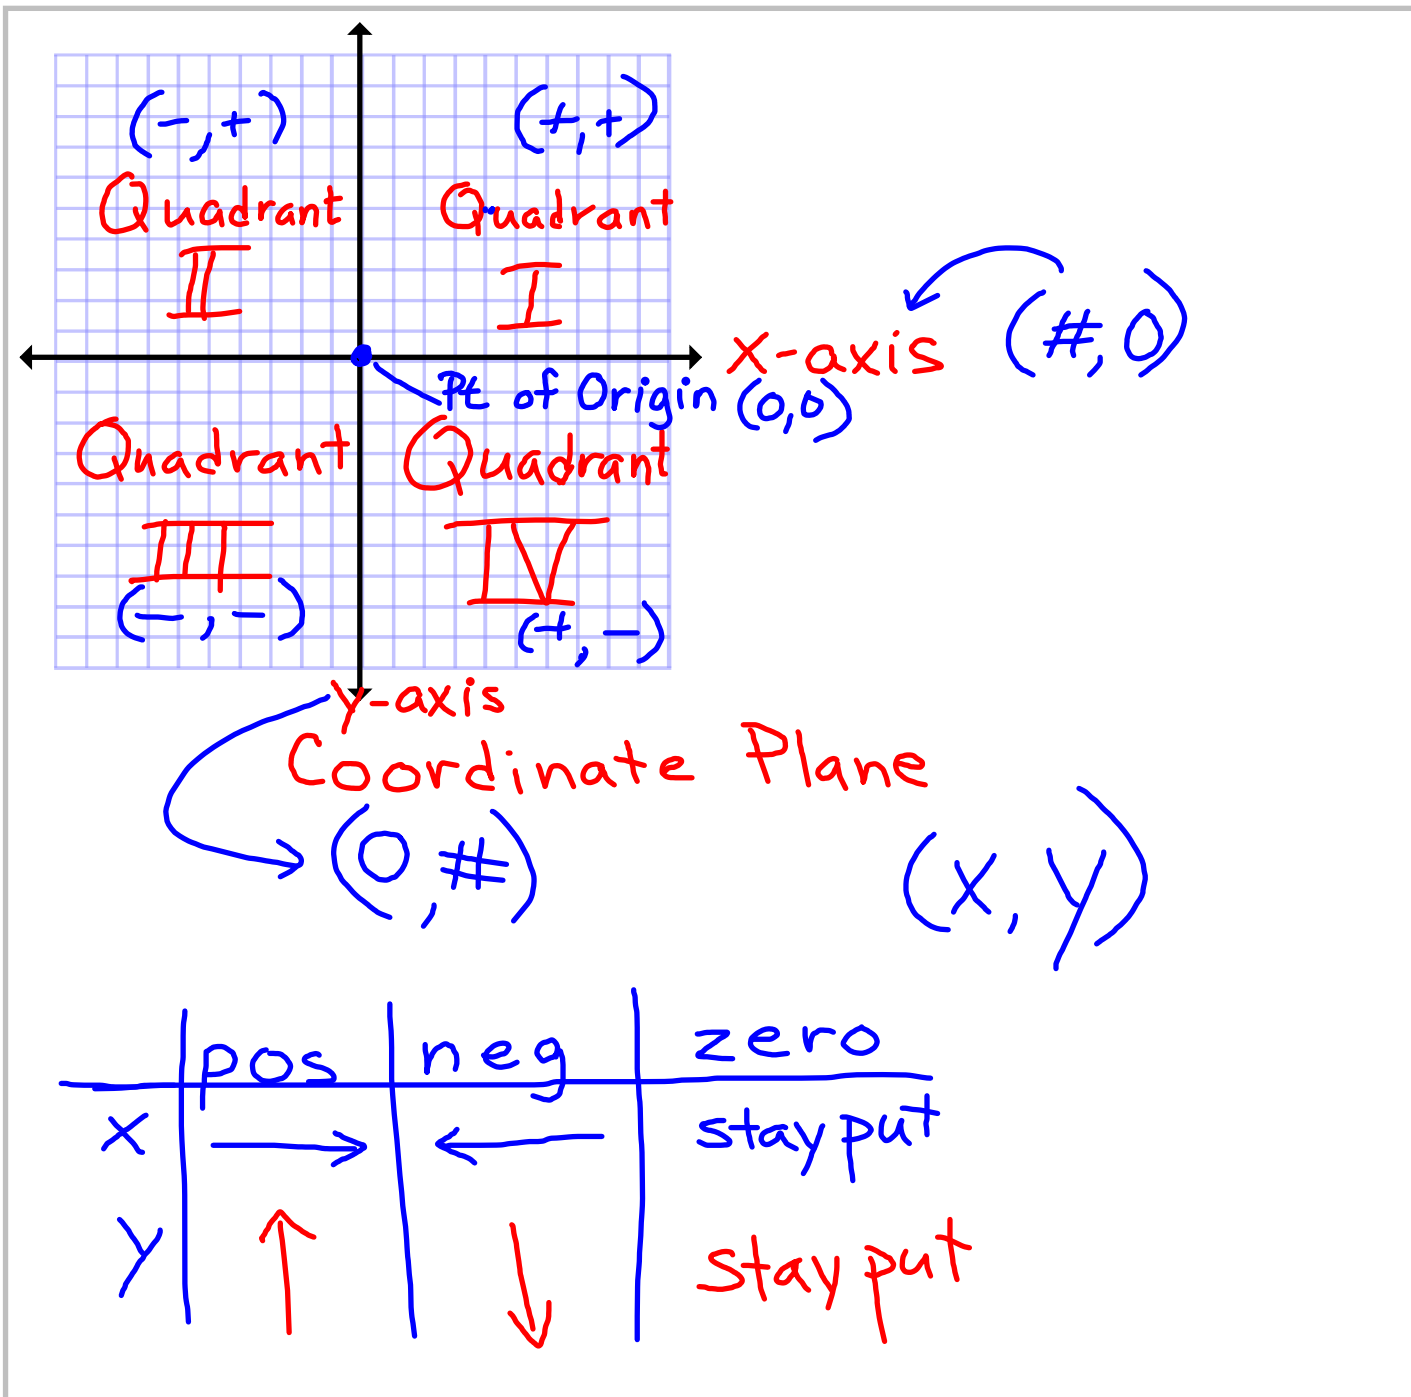 (-,+) (+,+)
Quadrant Quadrant
II I
x-axis (#,0)
Pt of Origin (0,0)
Quadrant Quadrant
III IV
(-,-) (+,-)
y-axis
Coordinate Plane
(0,#) (x,y)
pos neg zero
x → ← stay put
y ↑ ↓ stay put